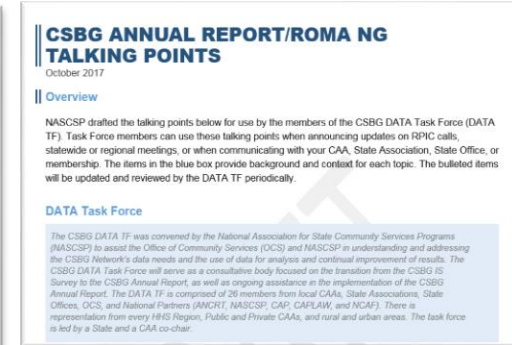 CSBG ANNUAL REPORT/ROMA NG
TALKING POINTS
October 2017
Overview
NASCSP drafted the talking points below for use by the members of the CSBG DATA Task Force (DATA
TF). Task Force members can use these talking points when announcing updates on RPIC calls,
statewide or regional meetings, or when communicating with your CAA, State Association, State Office, or
membership. The items in the blue box provide background and context for each topic. The bulleted items
will be updated and reviewed by the DATA TF periodically.
DATA Task Force
The CSBG DATA TF was convened by the National Association for State Community Services Programs
(NASCSP) to assist the Office of Community Services (OCS) and NASCSP in understanding and addressing
the CSBG Network's data needs and the use of data for analysis and continual improvement of results. The
CSBG DATA Task Force will serve as a consultative body focused on the transition from the CSBG IS
Survey to the CSBG Annual Report, as well as ongoing assistance in the implementation of the CSBG
Annual Report. The DATA TF is comprised of 26 members from local CAAs, State Associations, State
Offices, OCS, and National Partners (ANCRT, NASCSP, CAP, CAPLAW, and NCAF). There is
representation from every HHS Region, Public and Private CAAs, and rural and urban areas. The task force
is led by a State and a CAA co-chair.